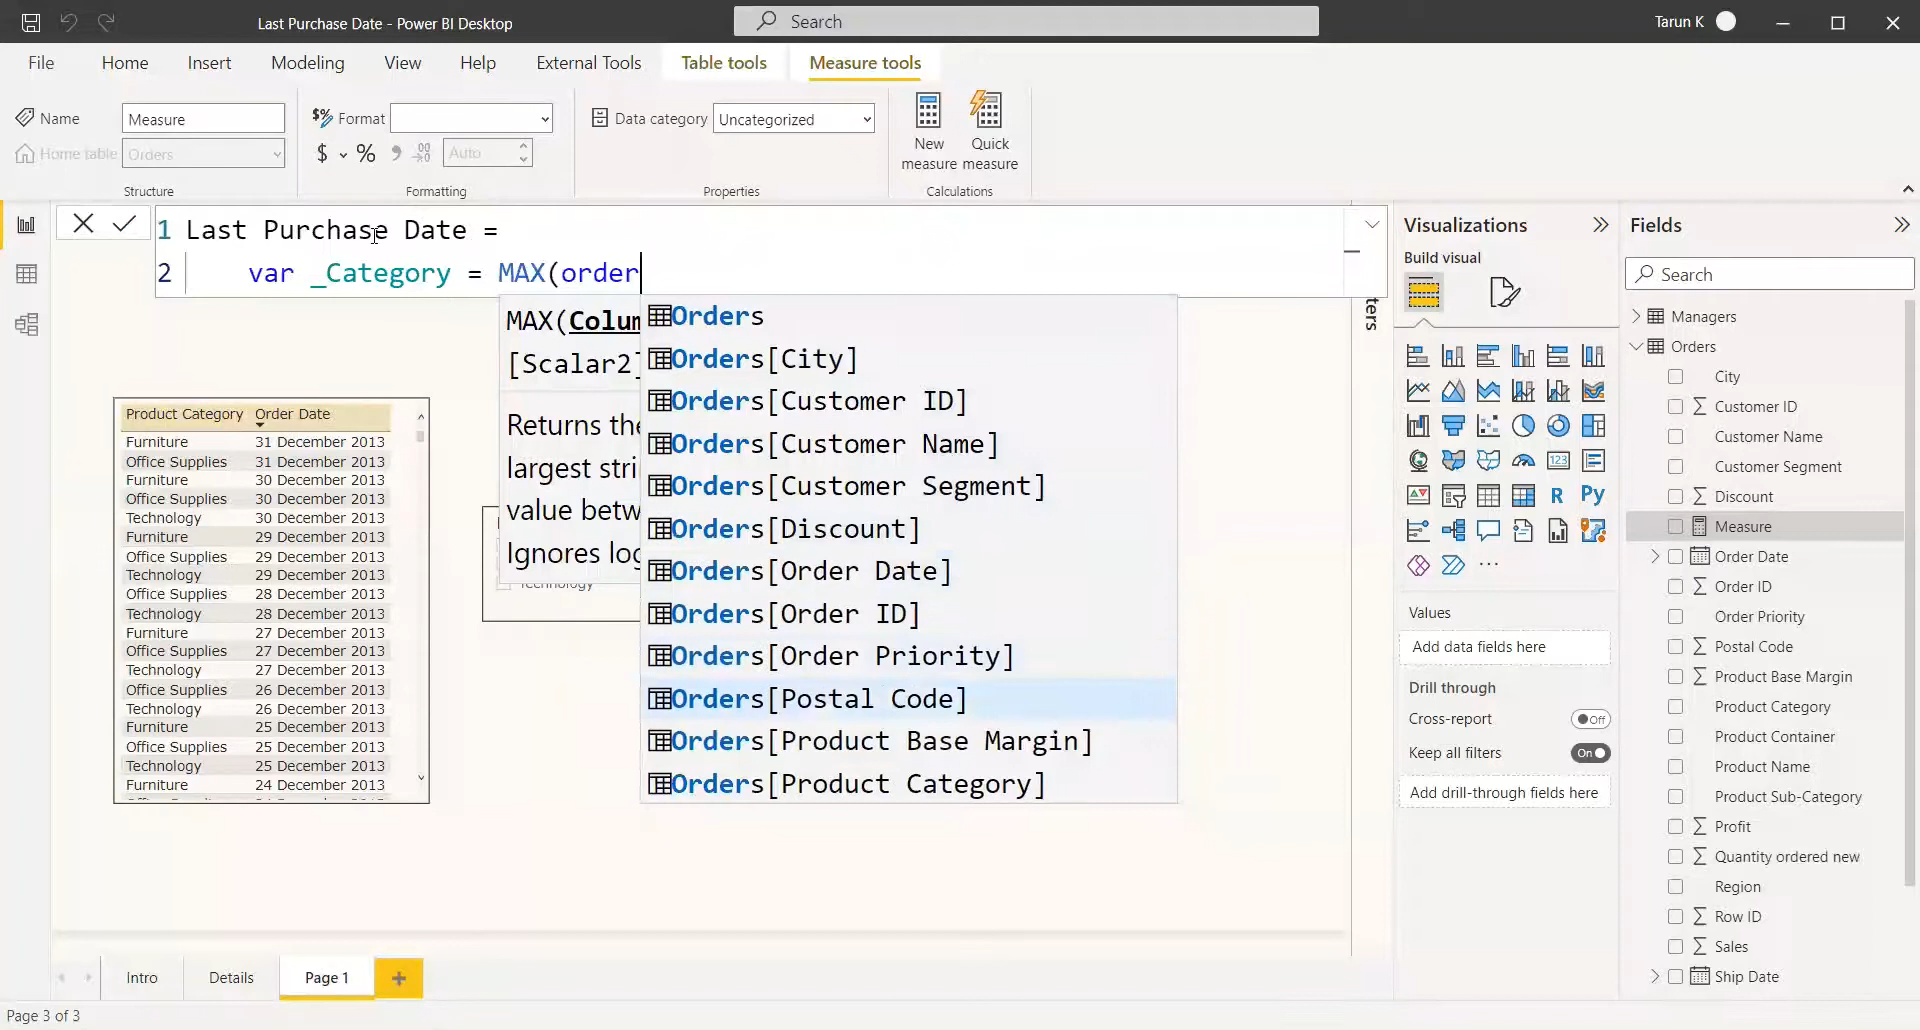 Last Purchase Date - Power BI Desktop
Search
Tarun K
File Home Insert Modeling View Help External Tools Table tools Measure tools
Name Measure
Home table Orders
Structure
Format
$ % Auto
Formatting
Data category Uncategorized
Properties
New measure
Quick measure
Calculations
1 Last Purchase Date =
2 var _Category = MAX(order
MAX(Colum
[Scalar2]
Returns the
largest stri
value betw
Ignores log
Orders
Orders[City]
Orders[Customer ID]
Orders[Customer Name]
Orders[Customer Segment]
Orders[Discount]
Orders[Order Date]
Orders[Order ID]
Orders[Order Priority]
Orders[Postal Code]
Orders[Product Base Margin]
Orders[Product Category]
Product Category Order Date
Furniture 31 December 2013
Office Supplies 31 December 2013
Furniture 30 December 2013
Office Supplies 30 December 2013
Technology 30 December 2013
Furniture 29 December 2013
Office Supplies 29 December 2013
Technology 29 December 2013
Office Supplies 28 December 2013
Technology 28 December 2013
Furniture 27 December 2013
Office Supplies 27 December 2013
Technology 27 December 2013
Office Supplies 26 December 2013
Technology 26 December 2013
Furniture 25 December 2013
Office Supplies 25 December 2013
Technology 25 December 2013
Furniture 24 December 2013
Technology
ters
Visualizations
Build visual
123
R
Py
...
Values
Add data fields here
Drill through
Cross-report Off
Keep all filters On
Add drill-through fields here
Fields
Search
Managers
Orders
City
Customer ID
Customer Name
Customer Segment
Discount
Measure
Order Date
Order ID
Order Priority
Postal Code
Product Base Margin
Product Category
Product Container
Product Name
Product Sub-Category
Profit
Quantity ordered new
Region
Row ID
Sales
Ship Date
Intro Details Page 1 +
Page 3 of 3